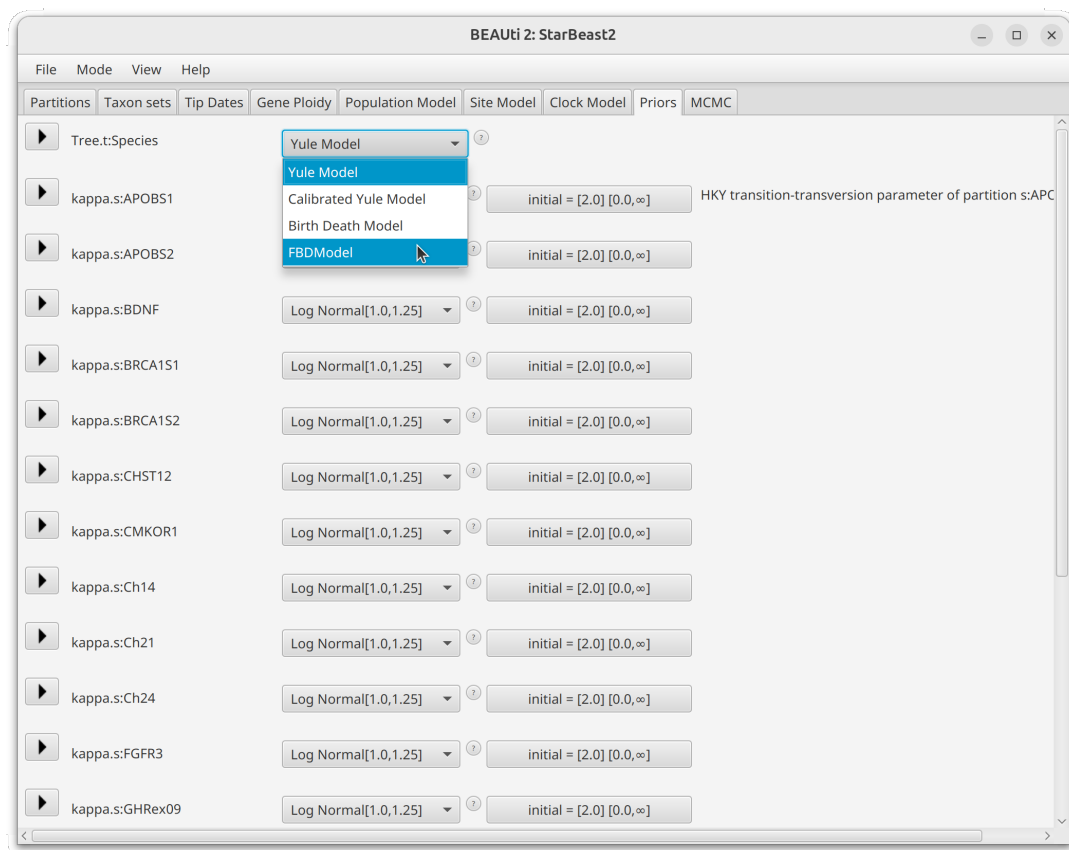 BEAUti 2: StarBeast2
File Mode View Help
Partitions Taxon sets Tip Dates Gene Ploidy Population Model Site Model Clock Model Priors MCMC
Tree.t:Species Yule Model ?
Yule Model
kappa.s:APOBS1 Calibrated Yule Model ? initial = [2.0] [0.0,∞] HKY transition-transversion parameter of partition s:APC
Birth Death Model
kappa.s:APOBS2 FBDModel ? initial = [2.0] [0.0,∞]
kappa.s:BDNF Log Normal[1.0,1.25] ? initial = [2.0] [0.0,∞]
kappa.s:BRCA1S1 Log Normal[1.0,1.25] ? initial = [2.0] [0.0,∞]
kappa.s:BRCA1S2 Log Normal[1.0,1.25] ? initial = [2.0] [0.0,∞]
kappa.s:CHST12 Log Normal[1.0,1.25] ? initial = [2.0] [0.0,∞]
kappa.s:CMKOR1 Log Normal[1.0,1.25] ? initial = [2.0] [0.0,∞]
kappa.s:Ch14 Log Normal[1.0,1.25] ? initial = [2.0] [0.0,∞]
kappa.s:Ch21 Log Normal[1.0,1.25] ? initial = [2.0] [0.0,∞]
kappa.s:Ch24 Log Normal[1.0,1.25] ? initial = [2.0] [0.0,∞]
kappa.s:FGFR3 Log Normal[1.0,1.25] ? initial = [2.0] [0.0,∞]
kappa.s:GHRex09 Log Normal[1.0,1.25] ? initial = [2.0] [0.0,∞]